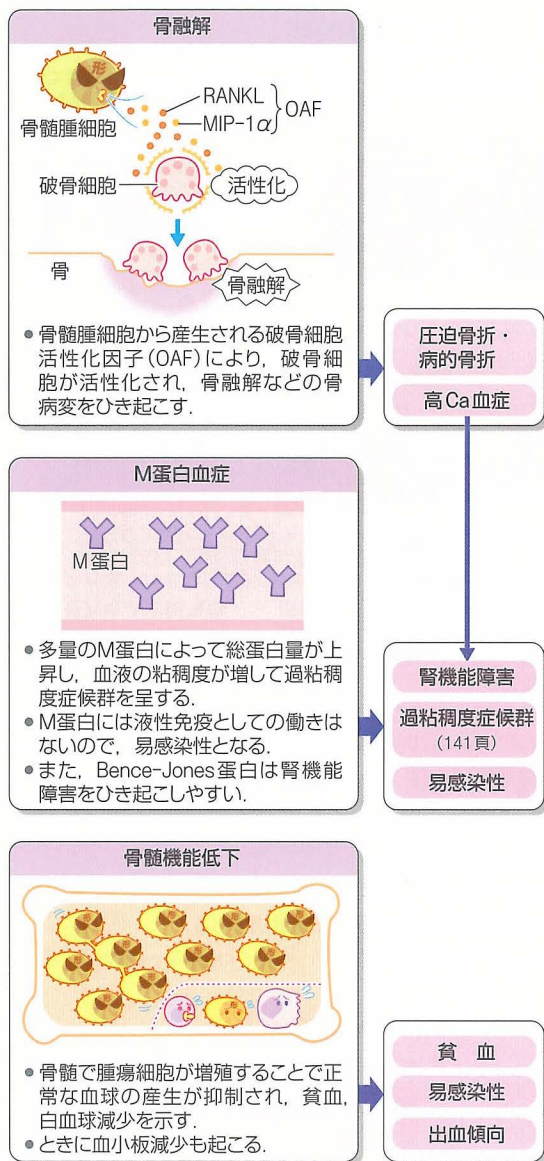 骨融解
形
骨髄腫細胞
RANKL
MIP-1α
OAF
破骨細胞
活性化
骨
骨融解
● 骨髄腫細胞から産生される破骨細胞
活性化因子(OAF)により，破骨細
胞が活性化され，骨融解などの骨
病変をひき起こす．
圧迫骨折・
病的骨折
高Ca血症
M蛋白血症
M蛋白
● 多量のM蛋白によって総蛋白量が上
昇し，血液の粘稠度が増して過粘稠
度症候群を呈する．
● M蛋白には液性免疫としての働きは
ないので，易感染性となる．
● また，Bence-Jones蛋白は腎機能
障害をひき起こしやすい．
腎機能障害
過粘稠度症候群
(141頁)
易感染性
骨髄機能低下
形 形 形 形
形 形 形
形 形 形
形 形
● 骨髄で腫瘍細胞が増殖することで正
常な血球の産生が抑制され，貧血，
白血球減少を示す．
● ときに血小板減少も起こる．
貧 血
易感染性
出血傾向